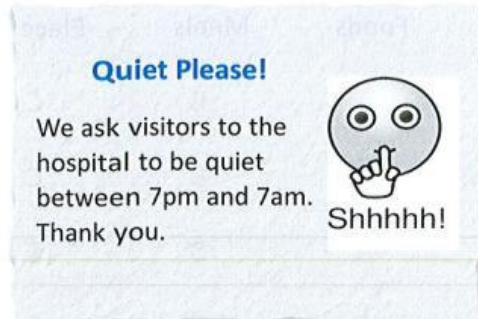 Quiet Please!
We ask visitors to the
hospital to be quiet
between 7pm and 7am.
Thank you.
Shhhhh!